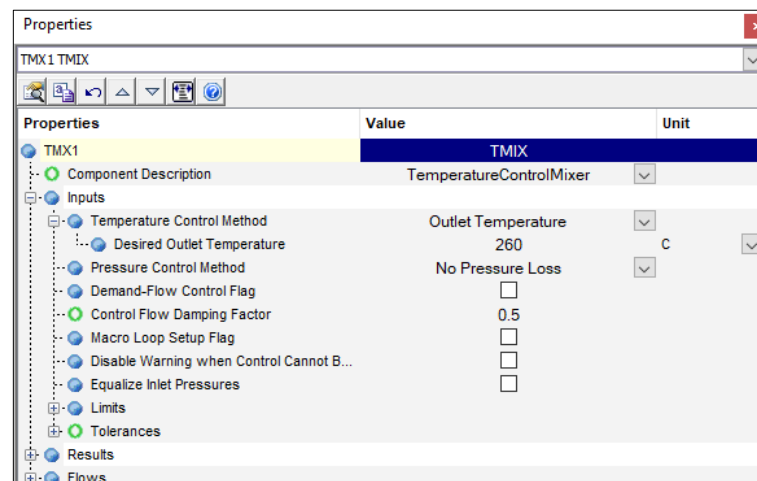 Properties
TMX1 TMIX
Properties Value Unit
TMX1 TMIX
Component Description TemperatureControlMixer
Inputs
Temperature Control Method Outlet Temperature
Desired Outlet Temperature 260 C
Pressure Control Method No Pressure Loss
Demand-Flow Control Flag
Control Flow Damping Factor 0.5
Macro Loop Setup Flag
Disable Warning when Control Cannot B...
Equalize Inlet Pressures
Limits
Tolerances
Results
Flows